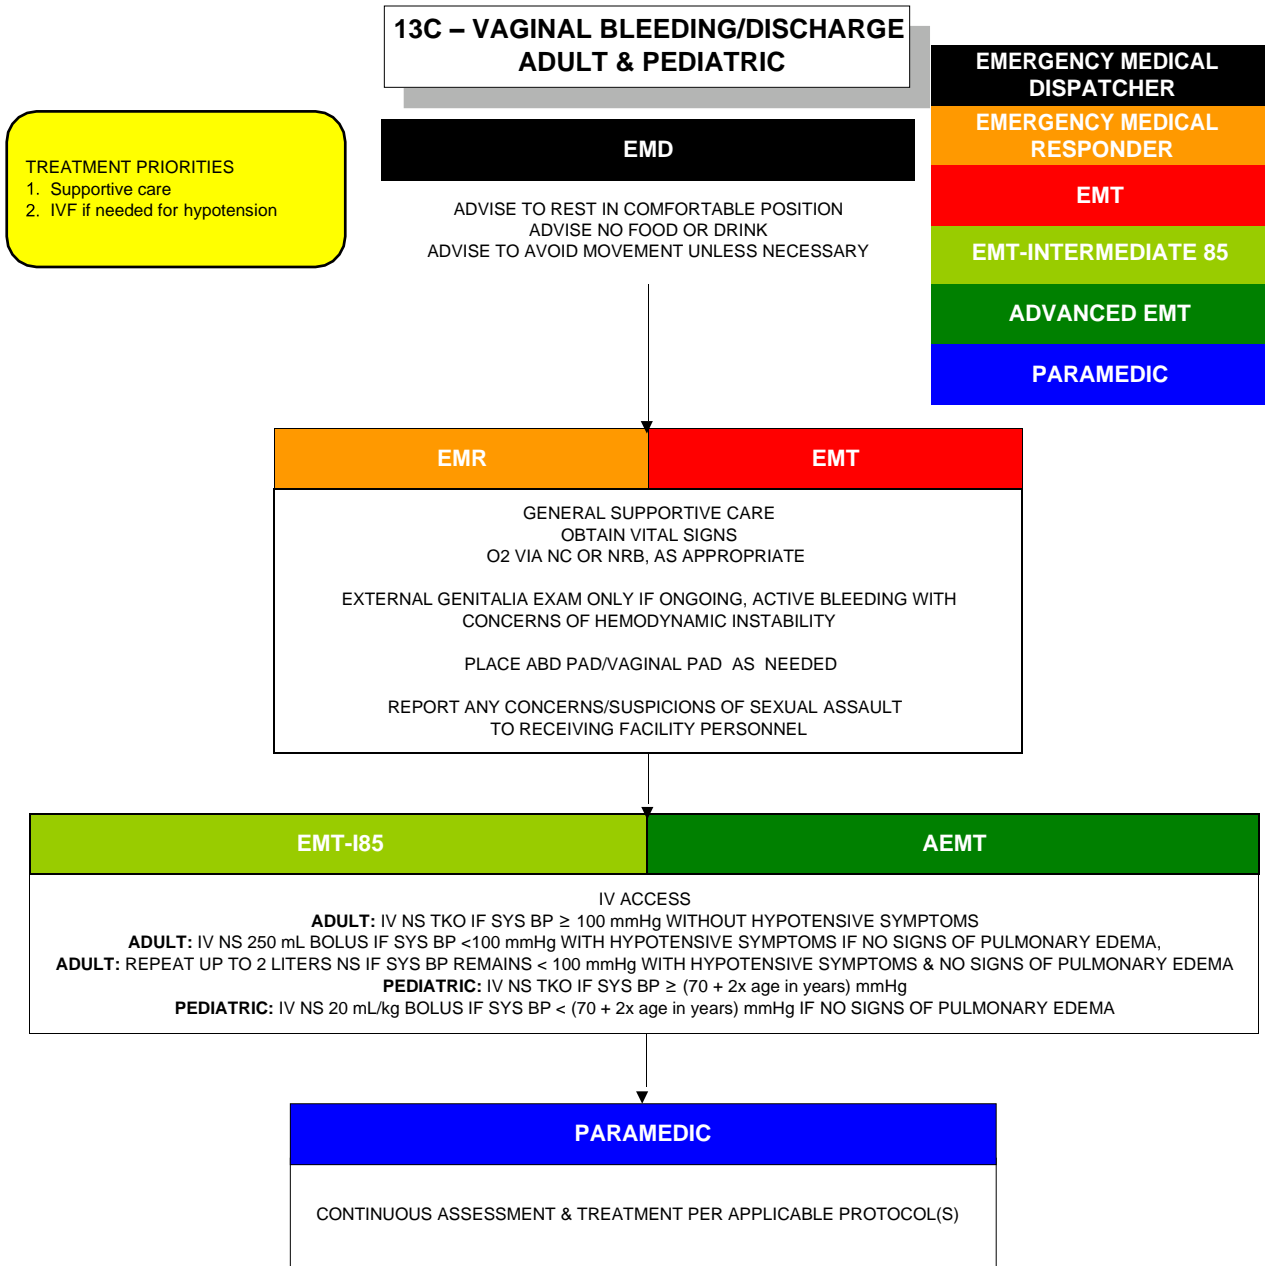 13C – VAGINAL BLEEDING/DISCHARGE
ADULT & PEDIATRIC
EMERGENCY MEDICAL
DISPATCHER
EMERGENCY MEDICAL
RESPONDER
EMT
EMT-INTERMEDIATE 85
ADVANCED EMT
PARAMEDIC
TREATMENT PRIORITIES
1. Supportive care
2. IVF if needed for hypotension
EMD
ADVISE TO REST IN COMFORTABLE POSITION
ADVISE NO FOOD OR DRINK
ADVISE TO AVOID MOVEMENT UNLESS NECESSARY
EMR
EMT
GENERAL SUPPORTIVE CARE
OBTAIN VITAL SIGNS
O2 VIA NC OR NRB, AS APPROPRIATE
EXTERNAL GENITALIA EXAM ONLY IF ONGOING, ACTIVE BLEEDING WITH
CONCERNS OF HEMODYNAMIC INSTABILITY
PLACE ABD PAD/VAGINAL PAD AS NEEDED
REPORT ANY CONCERNS/SUSPICIONS OF SEXUAL ASSAULT
TO RECEIVING FACILITY PERSONNEL
EMT-I85
AEMT
IV ACCESS
ADULT: IV NS TKO IF SYS BP ≥ 100 mmHg WITHOUT HYPOTENSIVE SYMPTOMS
ADULT: IV NS 250 mL BOLUS IF SYS BP <100 mmHg WITH HYPOTENSIVE SYMPTOMS IF NO SIGNS OF PULMONARY EDEMA,
ADULT: REPEAT UP TO 2 LITERS NS IF SYS BP REMAINS < 100 mmHg WITH HYPOTENSIVE SYMPTOMS & NO SIGNS OF PULMONARY EDEMA
PEDIATRIC: IV NS TKO IF SYS BP ≥ (70 + 2x age in years) mmHg
PEDIATRIC: IV NS 20 mL/kg BOLUS IF SYS BP < (70 + 2x age in years) mmHg IF NO SIGNS OF PULMONARY EDEMA
PARAMEDIC
CONTINUOUS ASSESSMENT & TREATMENT PER APPLICABLE PROTOCOL(S)